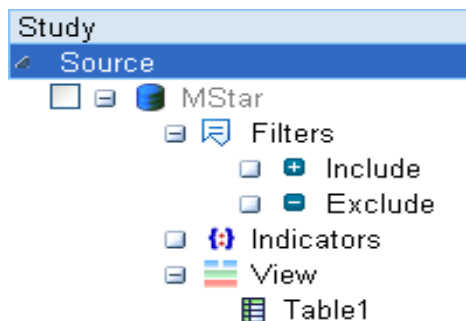 Study
Source
MStar
Filters
Include
Exclude
Indicators
View
Table1